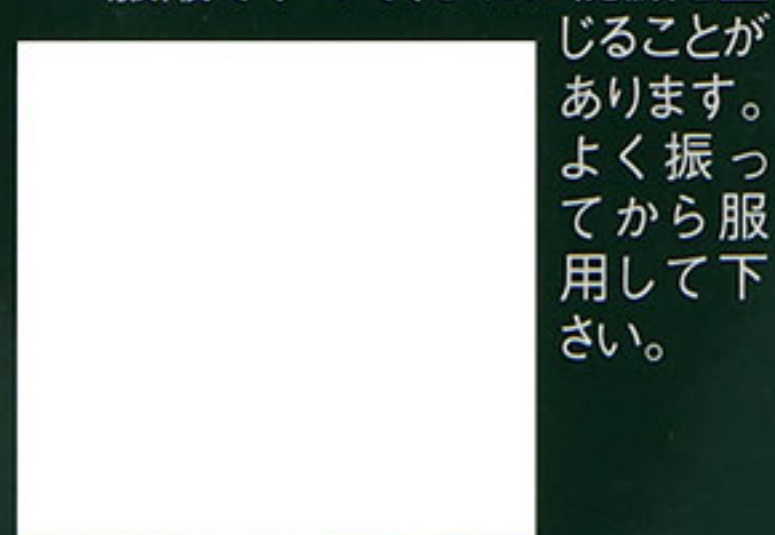 じることが
あります。
よく振っ
てから服
用して下
さい。